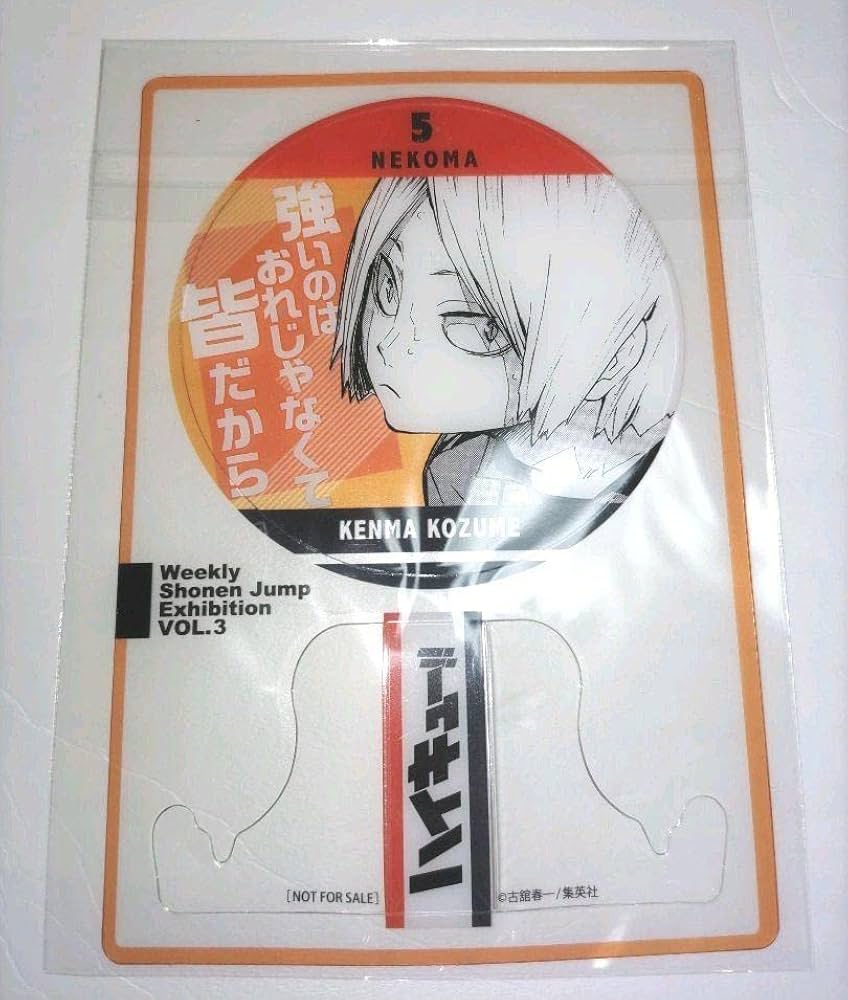 5
NEKOMA
強いのは
おれじゃなくて
皆だから
KENMA KOZUME
Weekly
Shonen Jump
Exhibition
VOL.3
ハイキュー!!
[NOT FOR SALE]
©古舘春一/集英社